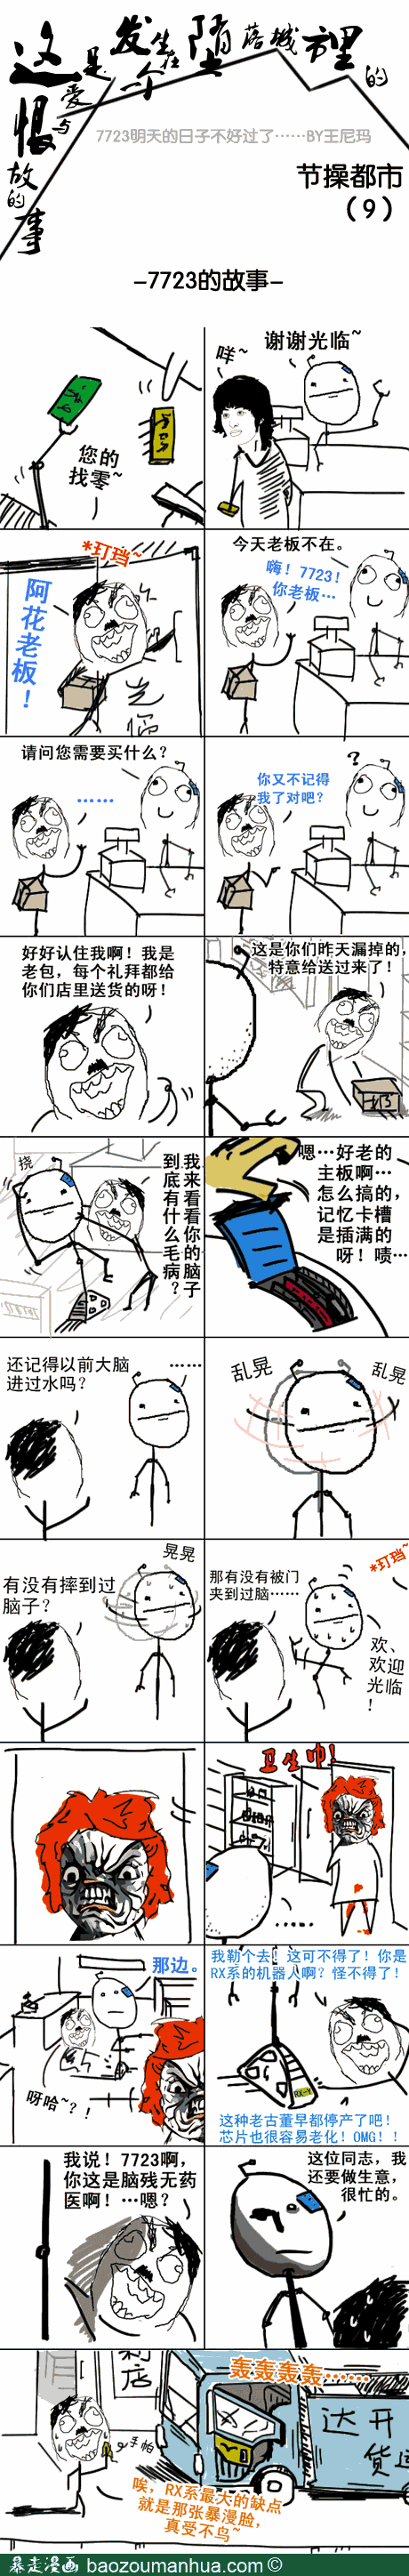 这是发生在一个堕落城市里的
爱与恨的故事
7723明天的日子不好过了……BY王尼玛
节操都市
（9）
-7723的故事-
您的
找零~
咩~
谢谢光临~
*玎珰~
阿花老板！
今天老板不在。
嗨！7723！
你老板…
请问您需要买什么？
……
?
你又不记得
我了对吧？
好好认住我啊！我是
老包，每个礼拜都给
你们店里送货的呀！
这是你们昨天漏掉的，
特意给送过来了！
挠
我来看看你的脑子
到底有什么毛病？
嗯…好老的
主板啊…
怎么搞的，
记忆卡槽
是插满的
呀！啧…
还记得以前大脑
进过水吗？
……
乱晃
乱晃
晃晃
有没有摔到过
脑子？
那有没有被门
夹到过脑……
*玎珰~
欢、
欢迎
光临
！
卫生巾！
……
那边。
呀哈~？！
我勒个去！这可不得了！你是
RX系的机器人啊？怪不得了！
这种老古董早都停产了吧！
芯片也很容易老化！OMG！！
我说！7723啊，
你这是脑残无药
医啊！…嗯？
这位同志，我
还要做生意，
很忙的。
利店
手帕
轰轰轰轰……
达开
货运
唉，RX系最大的缺点
就是那张暴漫脸，
真受不鸟~
暴走漫画 baozoumanhua.com ©